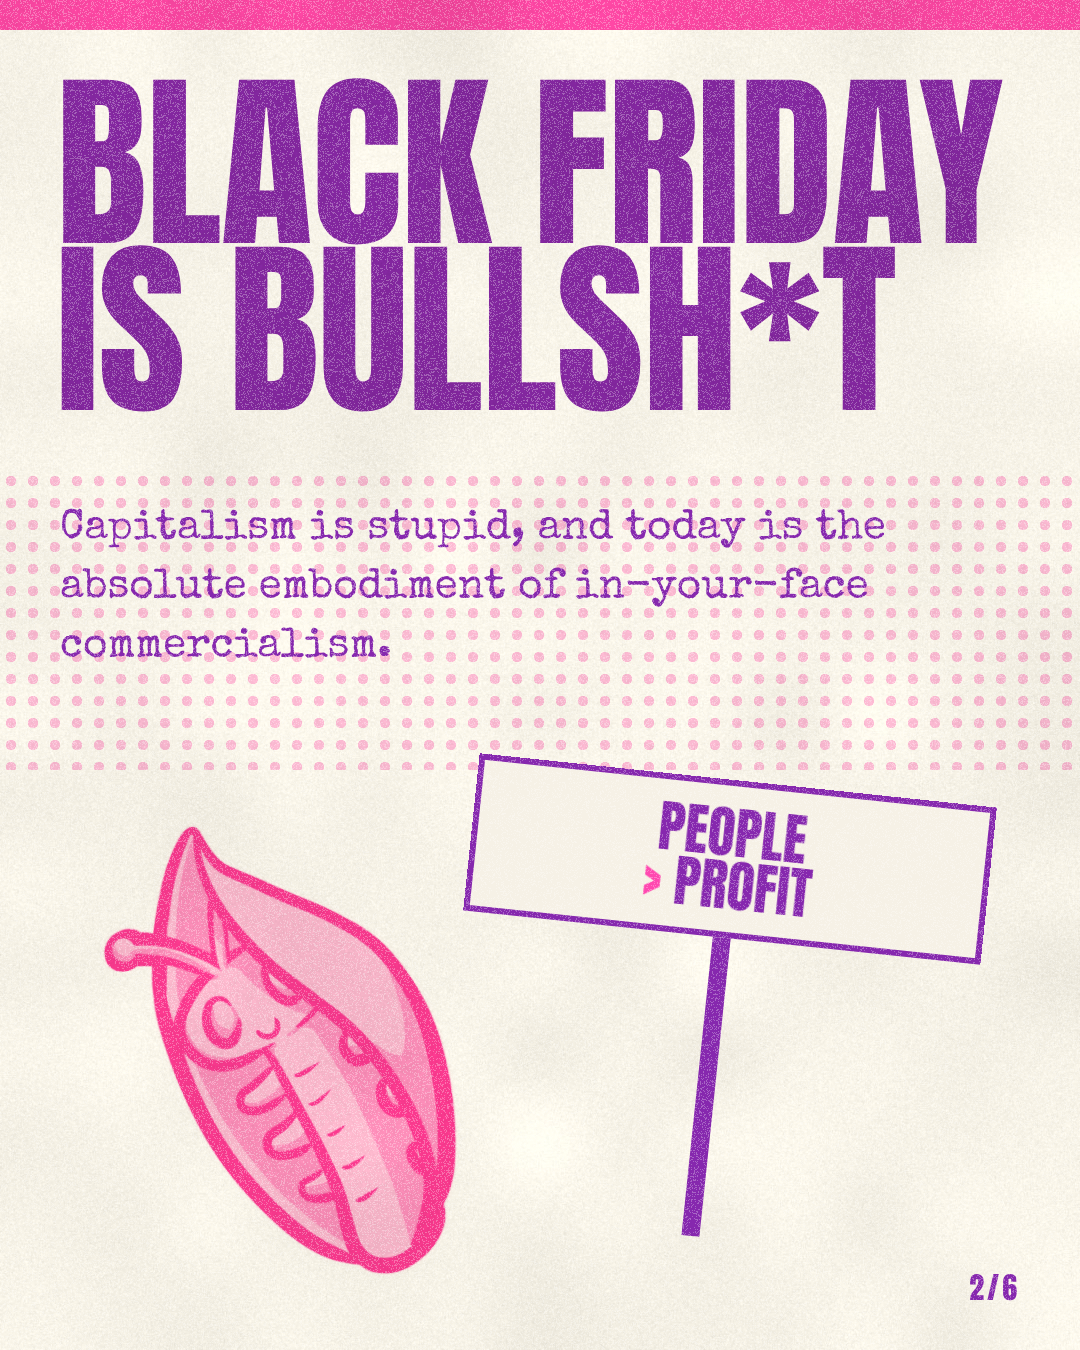 BLACK FRIDAY
IS BULLSH*T
Capitalism is stupid, and today is the
absolute embodiment of in-your-face
commercialism.
PEOPLE
> PROFIT
2/6